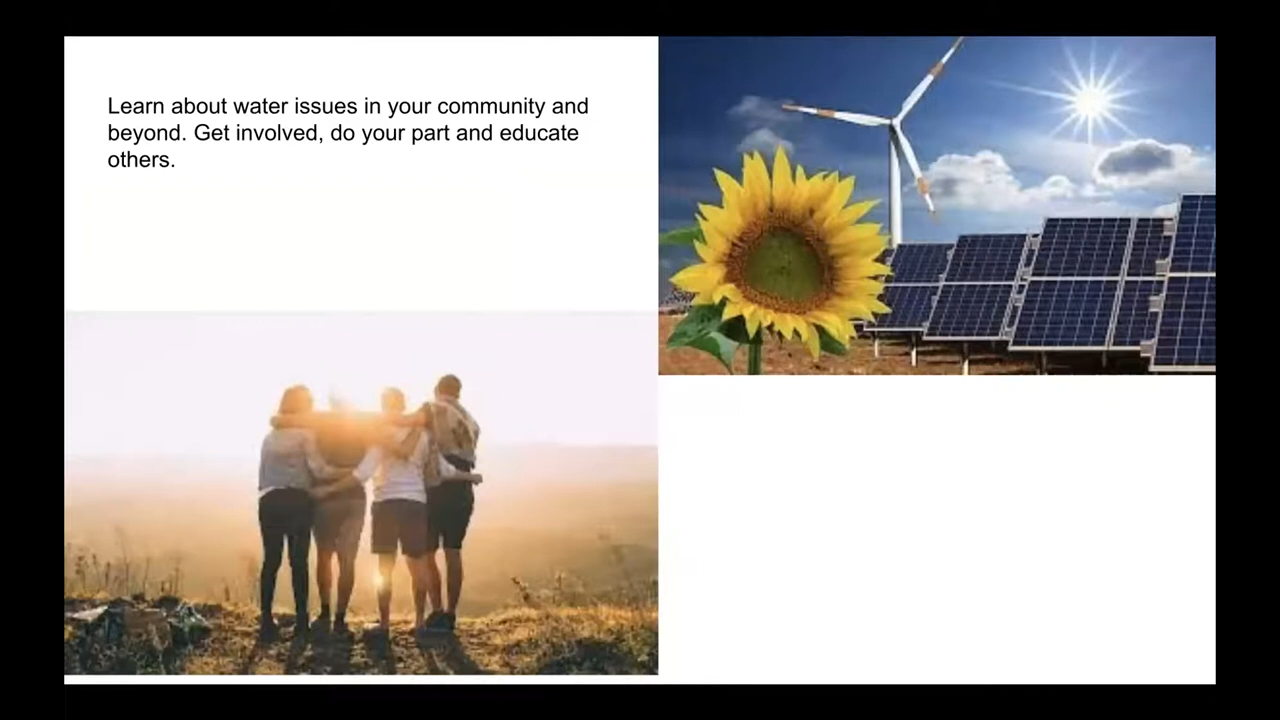 Learn about water issues in your community and
beyond. Get involved, do your part and educate
others.